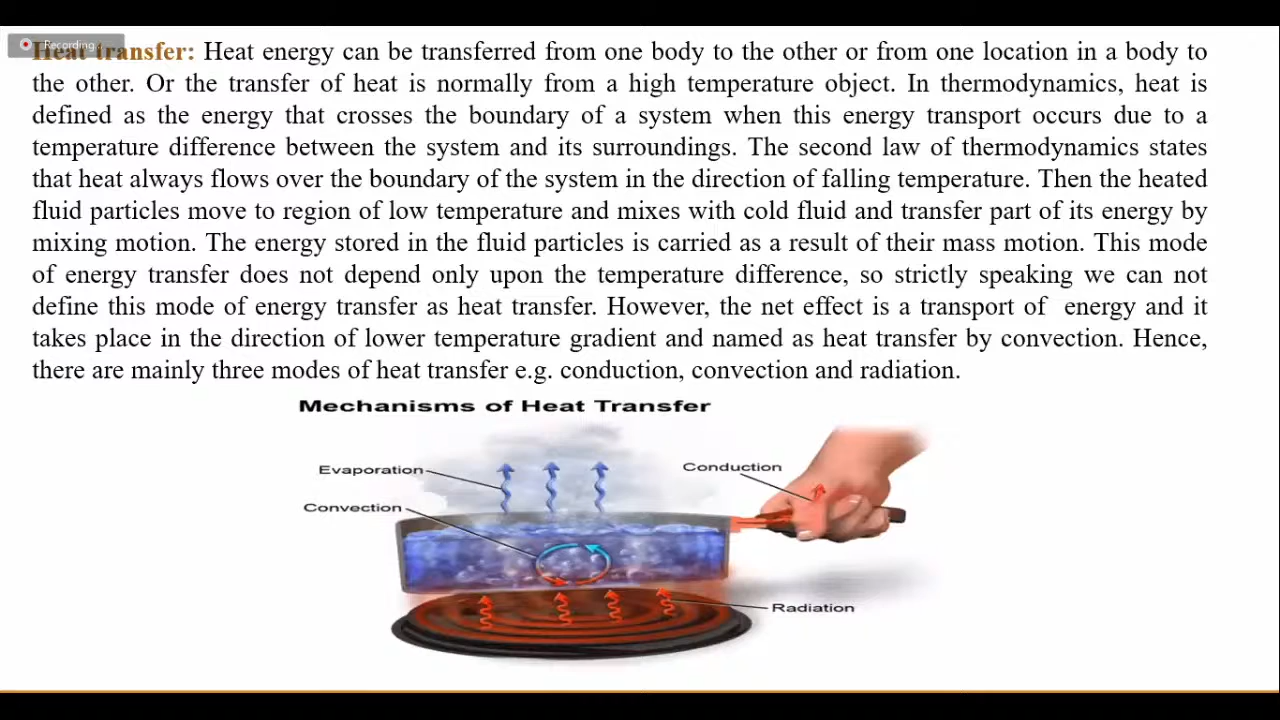 Recording
Heat transfer: Heat energy can be transferred from one body to the other or from one location in a body to
the other. Or the transfer of heat is normally from a high temperature object. In thermodynamics, heat is
defined as the energy that crosses the boundary of a system when this energy transport occurs due to a
temperature difference between the system and its surroundings. The second law of thermodynamics states
that heat always flows over the boundary of the system in the direction of falling temperature. Then the heated
fluid particles move to region of low temperature and mixes with cold fluid and transfer part of its energy by
mixing motion. The energy stored in the fluid particles is carried as a result of their mass motion. This mode
of energy transfer does not depend only upon the temperature difference, so strictly speaking we can not
define this mode of energy transfer as heat transfer. However, the net effect is a transport of energy and it
takes place in the direction of lower temperature gradient and named as heat transfer by convection. Hence,
there are mainly three modes of heat transfer e.g. conduction, convection and radiation.
Mechanisms of Heat Transfer
Evaporation
Conduction
Convection
Radiation